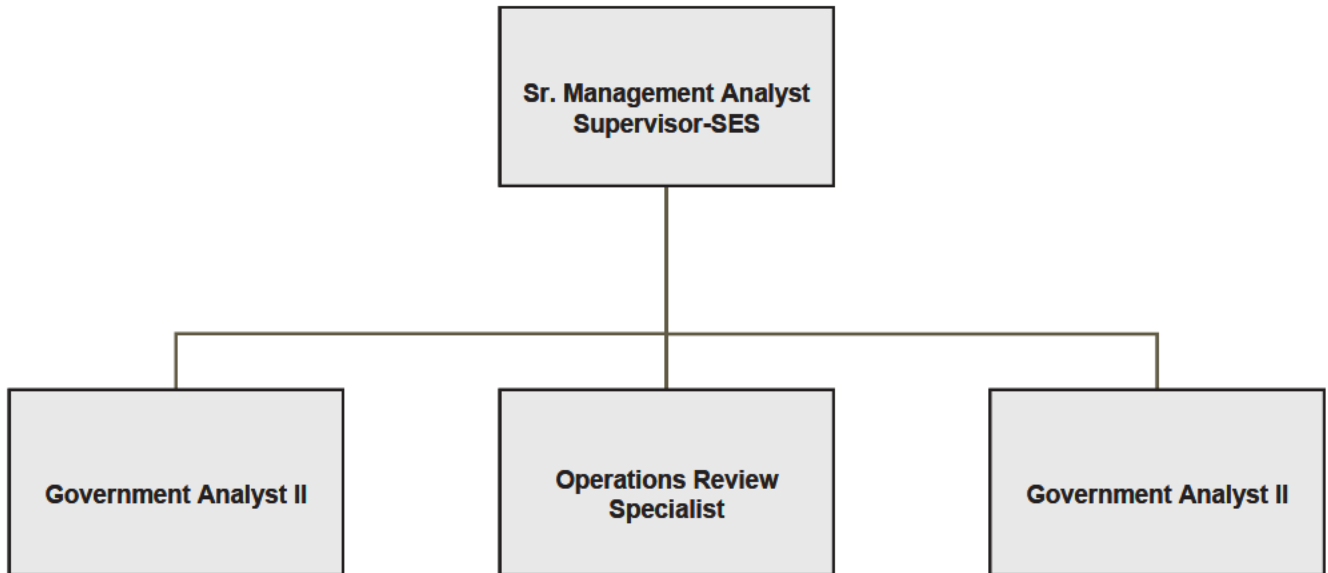 Sr. Management Analyst
Supervisor-SES
Government Analyst II
Operations Review
Specialist
Government Analyst II